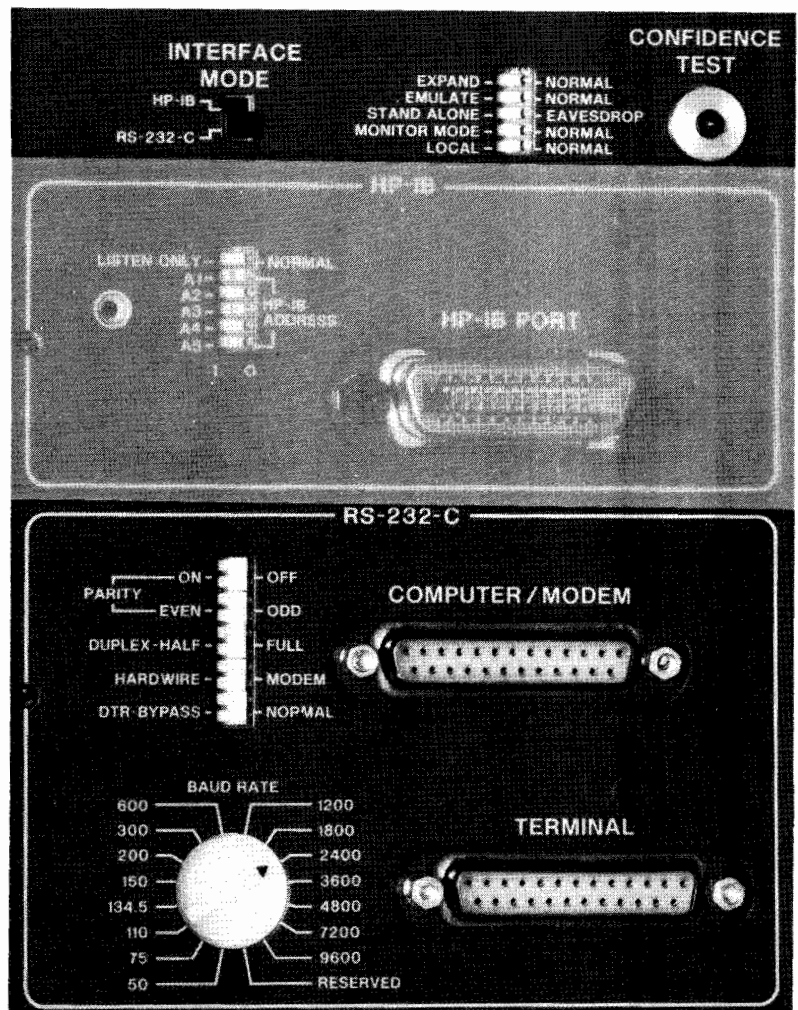 INTERFACE
MODE
HP-IB
RS-232-C
EXPAND NORMAL
EMULATE NORMAL
STAND ALONE EAVESDROP
MONITOR MODE NORMAL
LOCAL NORMAL
CONFIDENCE
TEST
HP-IB
LISTEN ONLY NORMAL
A1
A2
A3
A4
A5
HP-IB
ADDRESS
1 0
HP-IB PORT
RS-232-C
PARITY
ON OFF
EVEN ODD
DUPLEX-HALF FULL
HARDWIRE MODEM
DTR-BYPASS NORMAL
COMPUTER / MODEM
BAUD RATE
600 1200
300 1800
200 2400
150 3600
134.5 4800
110 7200
75 9600
50 RESERVED
TERMINAL